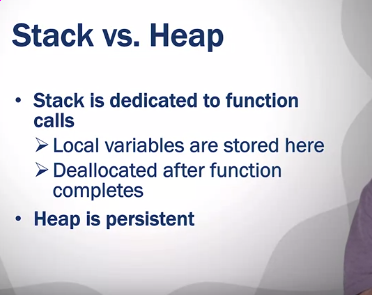 Stack vs. Heap
• Stack is dedicated to function
calls
➢ Local variables are stored here
➢ Deallocated after function
completes
• Heap is persistent